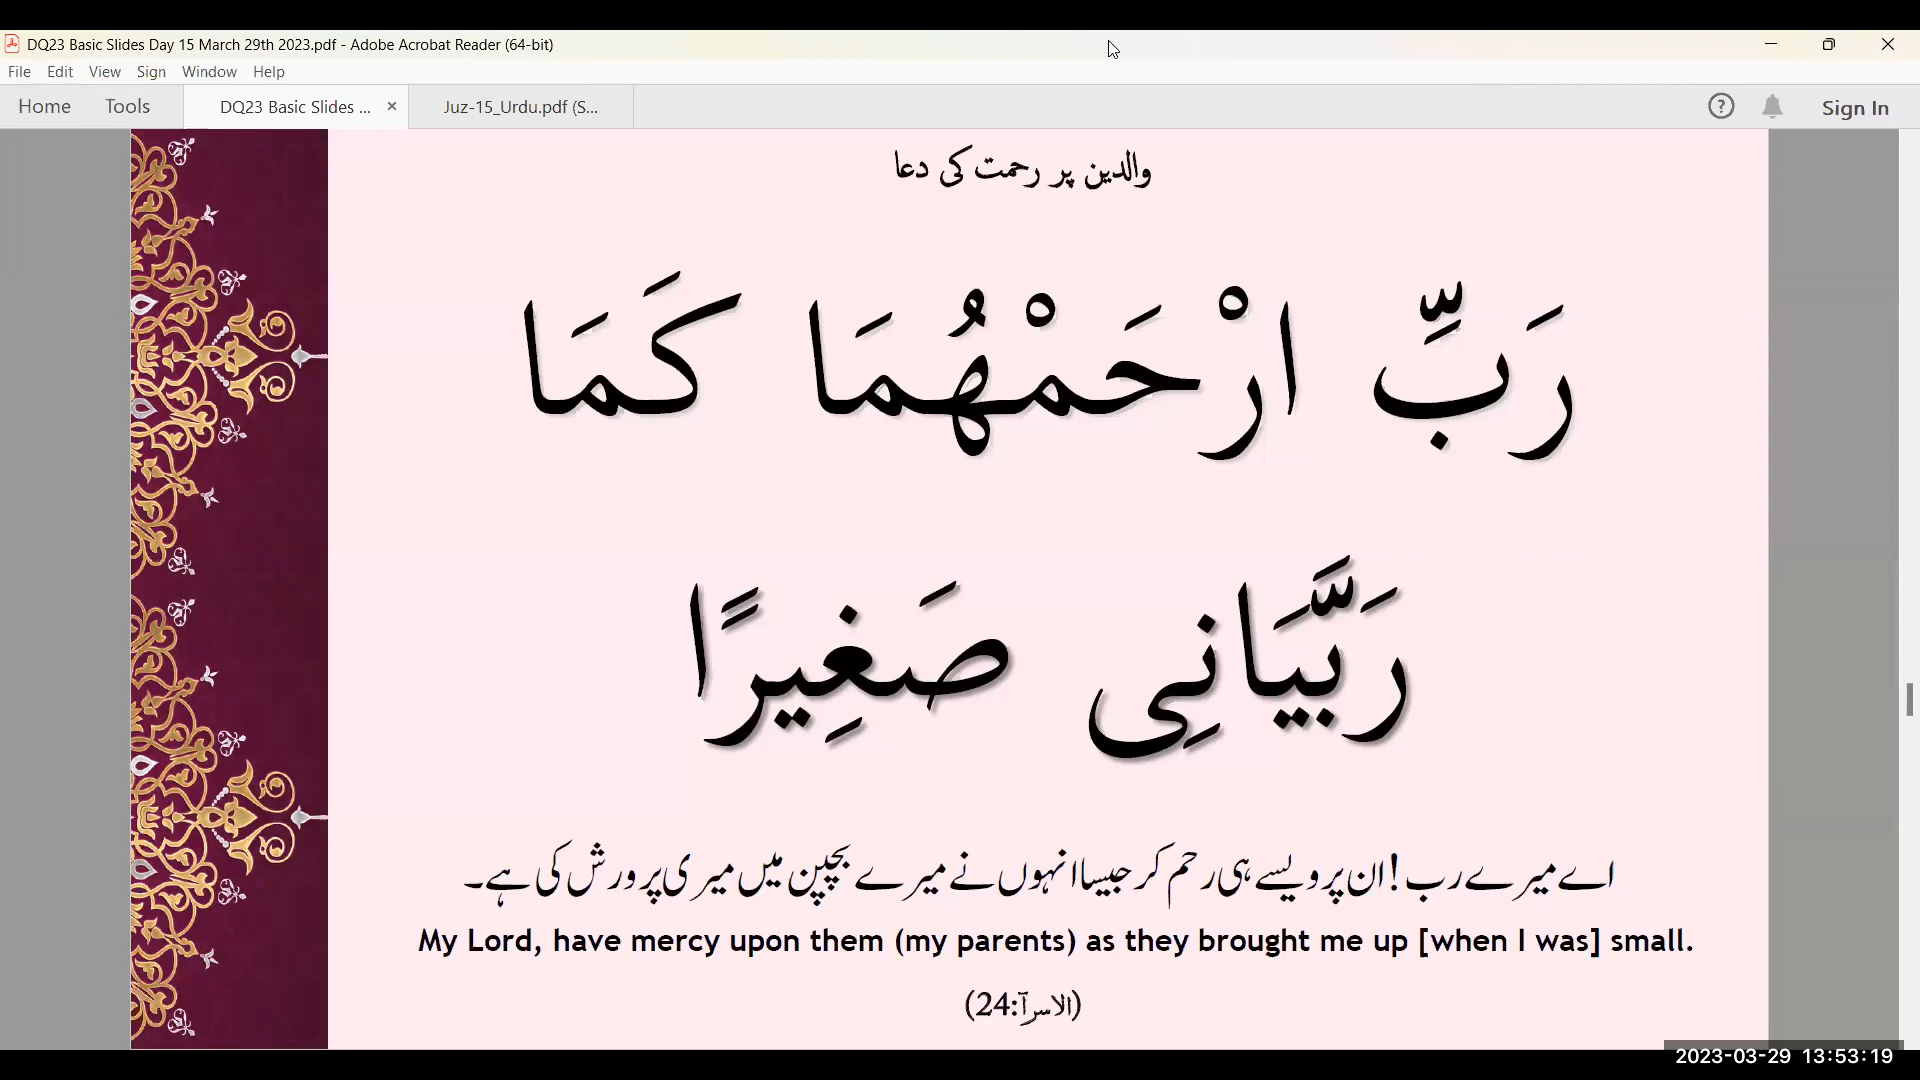 DQ23 Basic Slides Day 15 March 29th 2023.pdf - Adobe Acrobat Reader (64-bit)
File Edit View Sign Window Help
Home Tools DQ23 Basic Slides ... × Juz-15_Urdu.pdf (S... ? Sign In
والدین پر رحمت کی دعا
رَبِّ ارْحَمْهُمَا كَمَا
رَبَّيَانِى صَغِيرًا
اے میرے رب! ان پر ویسے ہی رحم کر جیسا انہوں نے میرے بچپن میں میری پرورش کی ہے۔
My Lord, have mercy upon them (my parents) as they brought me up [when I was] small.
(الاسرآ:24)
2023-03-29 13:53:19